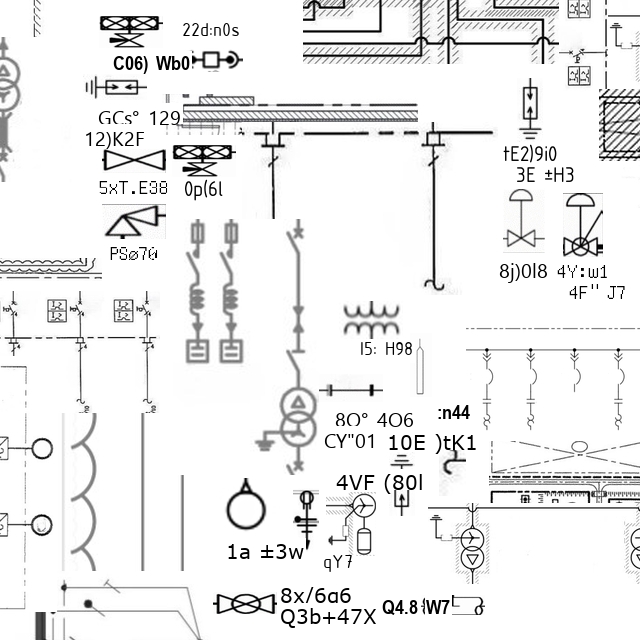 22d:n0s
C06) Wb0
GCs° 129
12)K2F
tE2)9i0
3E ±H3
5xT.E38
0p(6l
PSø70
8j)0l8
4Y:w1
4F" J7
I5: H98
8O° 4O6
:n44
CY"01
10E )tK1
4VF (80l
1a ±3w
qY7
8x/6a6
Q3b+47X
Q4.8
W7